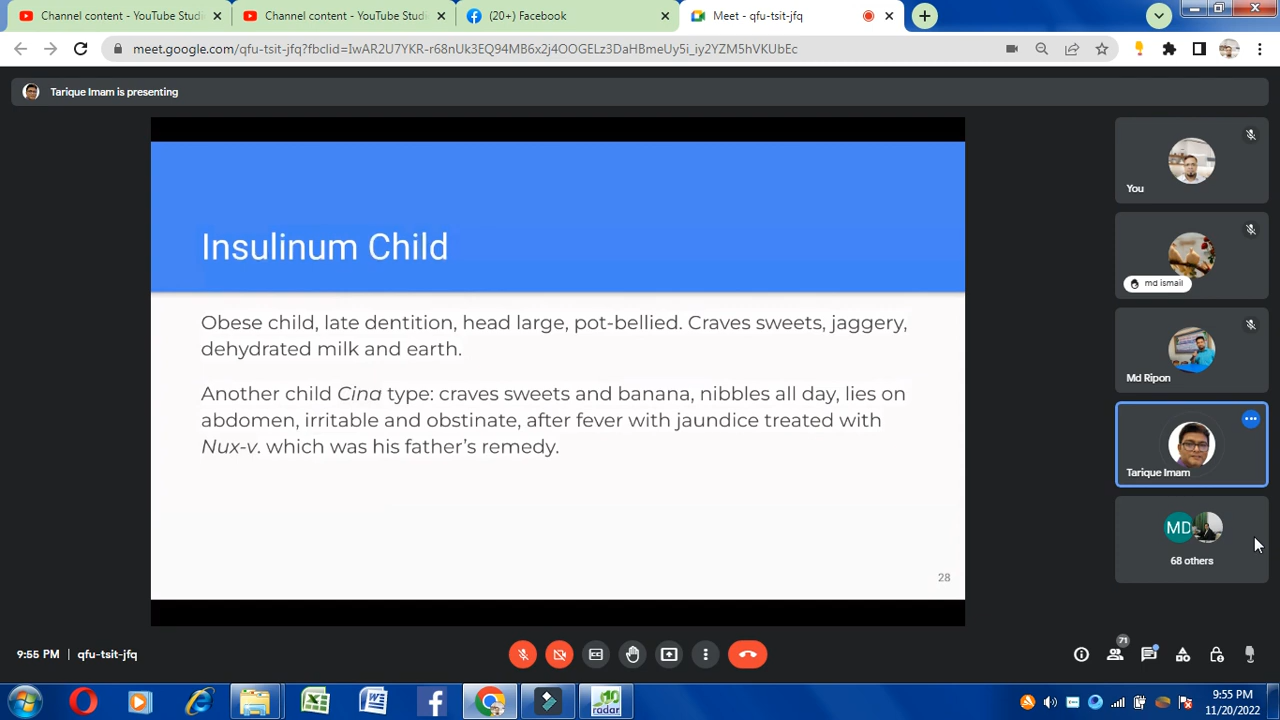 Channel content - YouTube Studi
Channel content - YouTube Studi
(20+) Facebook
Meet - qfu-tsit-jfq
meet.google.com/qfu-tsit-jfq?fbclid=IwAR2U7YKR-r68nUk3EQ94MB6x2j4OOGELz3DaHBmeUy5i_iy2YZM5hVKUbEc
Tarique Imam is presenting
Insulinum Child
Obese child, late dentition, head large, pot-bellied. Craves sweets, jaggery,
dehydrated milk and earth.
Another child Cina type: craves sweets and banana, nibbles all day, lies on
abdomen, irritable and obstinate, after fever with jaundice treated with
Nux-v. which was his father's remedy.
28
You
md ismail
Md Ripon
Tarique Imam
MD
68 others
9:55 PM | qfu-tsit-jfq
71
10
radar
9:55 PM
11/20/2022